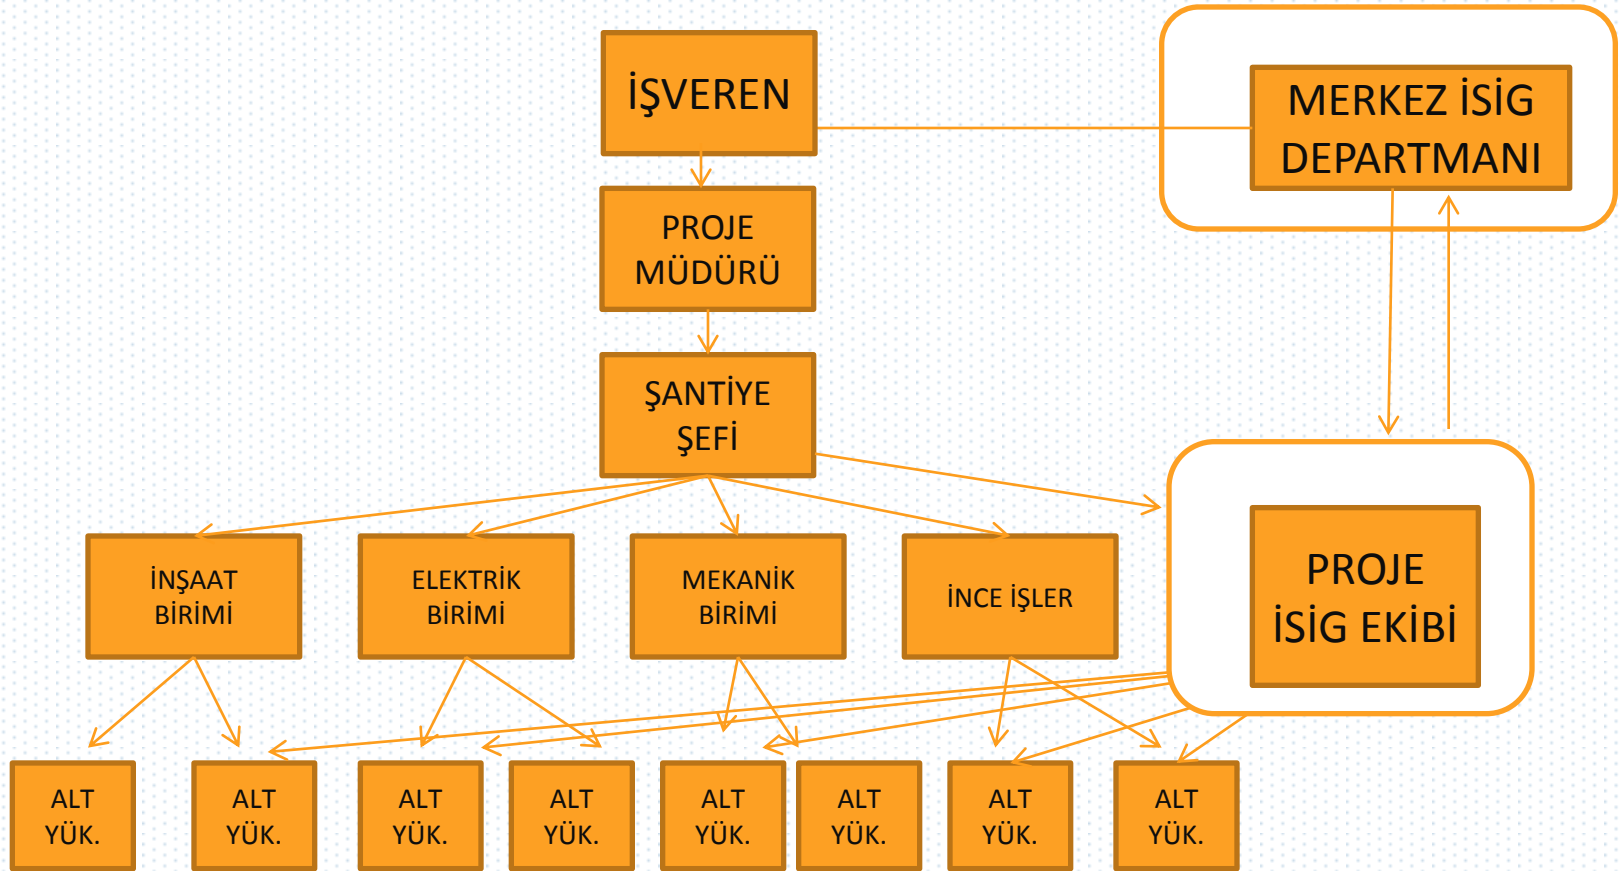 İŞVEREN
MERKEZ İSİG
DEPARTMANI
PROJE
MÜDÜRÜ
ŞANTİYE
ŞEFİ
İNŞAAT
BİRİMİ
ELEKTRİK
BİRİMİ
MEKANİK
BİRİMİ
İNCE İŞLER
PROJE
İSİG EKİBİ
ALT
YÜK.
ALT
YÜK.
ALT
YÜK.
ALT
YÜK.
ALT
YÜK.
ALT
YÜK.
ALT
YÜK.
ALT
YÜK.